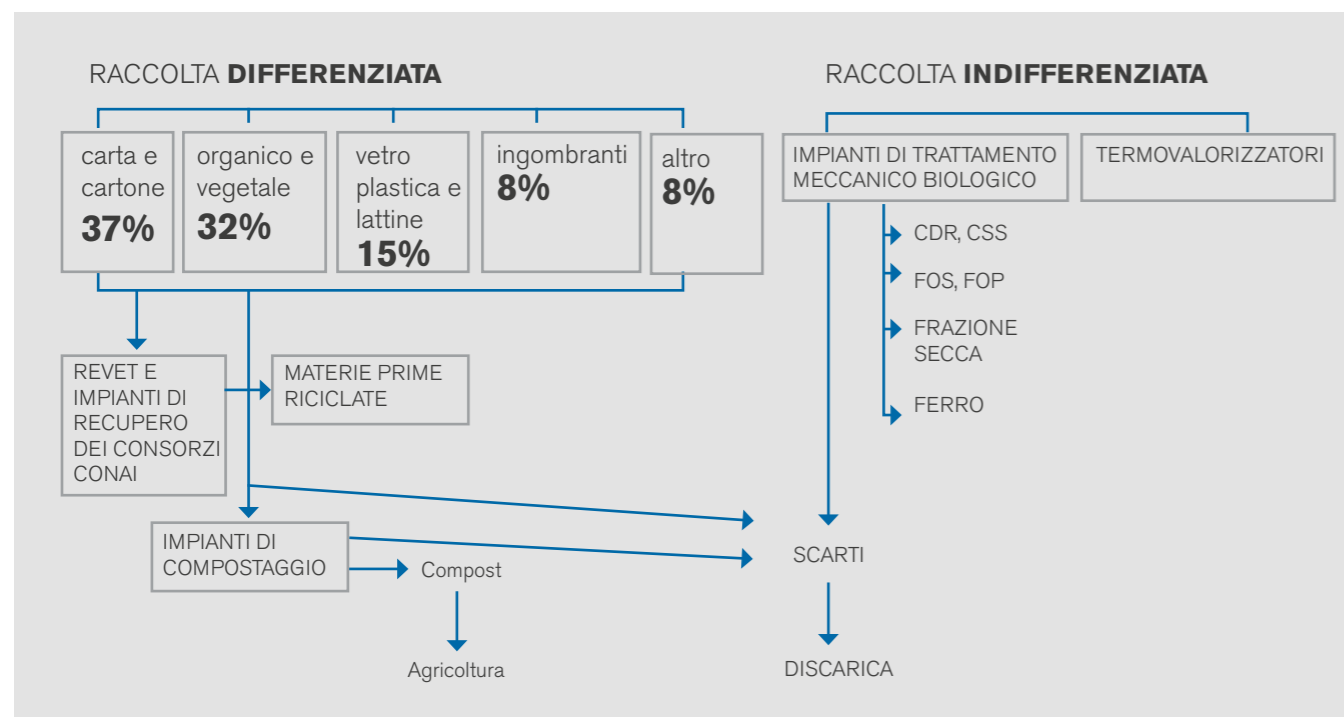 RACCOLTA DIFFERENZIATA
carta e
cartone
37%
organico e
vegetale
32%
vetro
plastica e
lattine
15%
ingombranti
8%
altro
8%
REVET E
IMPIANTI DI
RECUPERO
DEI CONSORZI
CONAI
MATERIE PRIME
RICICLATE
IMPIANTI DI
COMPOSTAGGIO
Compost
Agricoltura
RACCOLTA INDIFFERENZIATA
IMPIANTI DI TRATTAMENTO
MECCANICO BIOLOGICO
TERMOVALORIZZATORI
CDR, CSS
FOS, FOP
FRAZIONE
SECCA
FERRO
SCARTI
DISCARICA